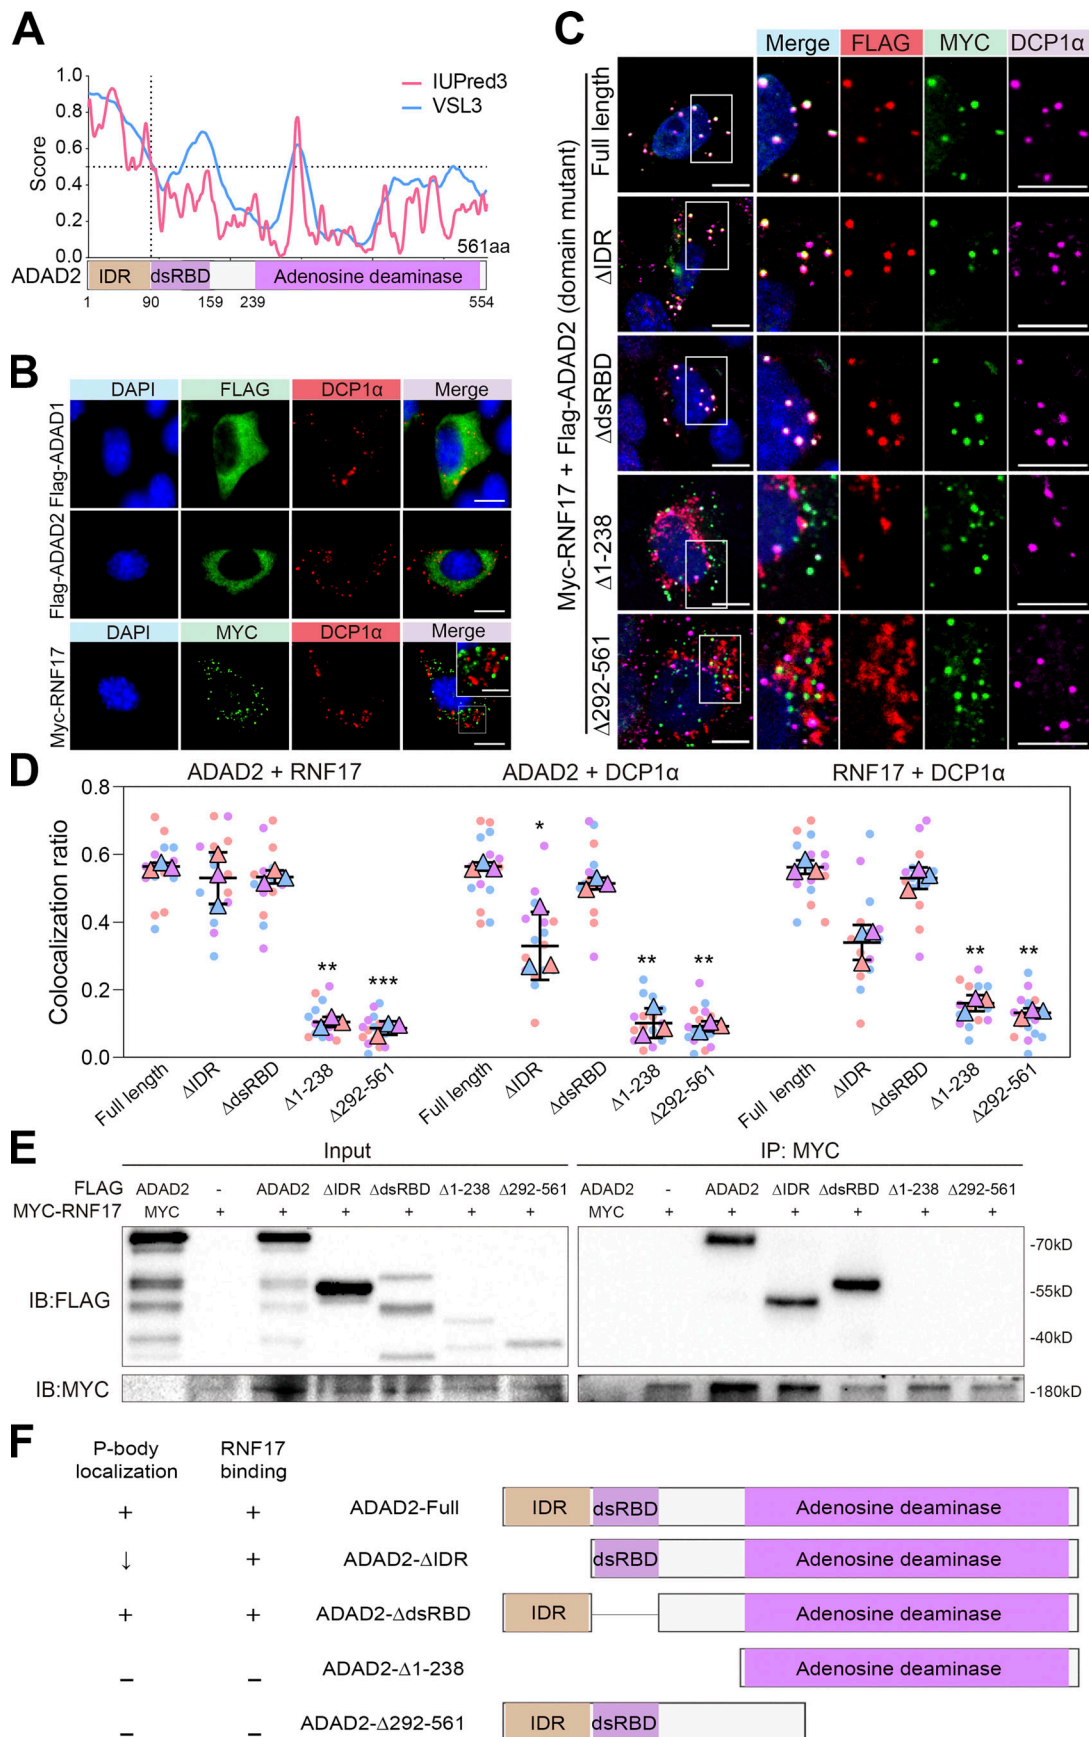 A
1.0
0.8
0.6
0.4
0.2
0.0
Score
IUPred3
VSL3
561aa
ADAD2
IDR
dsRBD
Adenosine deaminase
1
90
159
239
554
B
DAPI
FLAG
DCP1α
Merge
Flag-ADAD1
Flag-ADAD2
DAPI
MYC
DCP1α
Merge
Myc-RNF17
C
Merge
FLAG
MYC
DCP1α
Myc-RNF17 + Flag-ADAD2 (domain mutant)
Full length
ΔIDR
ΔdsRBD
Δ1-238
Δ292-561
D
ADAD2 + RNF17
ADAD2 + DCP1α
RNF17 + DCP1α
Colocalization ratio
0.8
0.6
0.4
0.2
0.0
**
***
*
**
**
**
**
Full length
ΔIDR
ΔdsRBD
Δ1-238
Δ292-561
Full length
ΔIDR
ΔdsRBD
Δ1-238
Δ292-561
Full length
ΔIDR
ΔdsRBD
Δ1-238
Δ292-561
E
Input
IP: MYC
FLAG ADAD2 - ADAD2 ΔIDR ΔdsRBD Δ1-238 Δ292-561 ADAD2 - ADAD2 ΔIDR ΔdsRBD Δ1-238 Δ292-561
MYC-RNF17 MYC + + + + + + MYC + + + + + +
IB:FLAG
-70kD
-55kD
-40kD
IB:MYC
-180kD
F
P-body
localization
RNF17
binding
+ + ADAD2-Full IDR dsRBD Adenosine deaminase
↓ + ADAD2-ΔIDR dsRBD Adenosine deaminase
+ + ADAD2-ΔdsRBD IDR Adenosine deaminase
– – ADAD2-Δ1-238 Adenosine deaminase
– – ADAD2-Δ292-561 IDR dsRBD